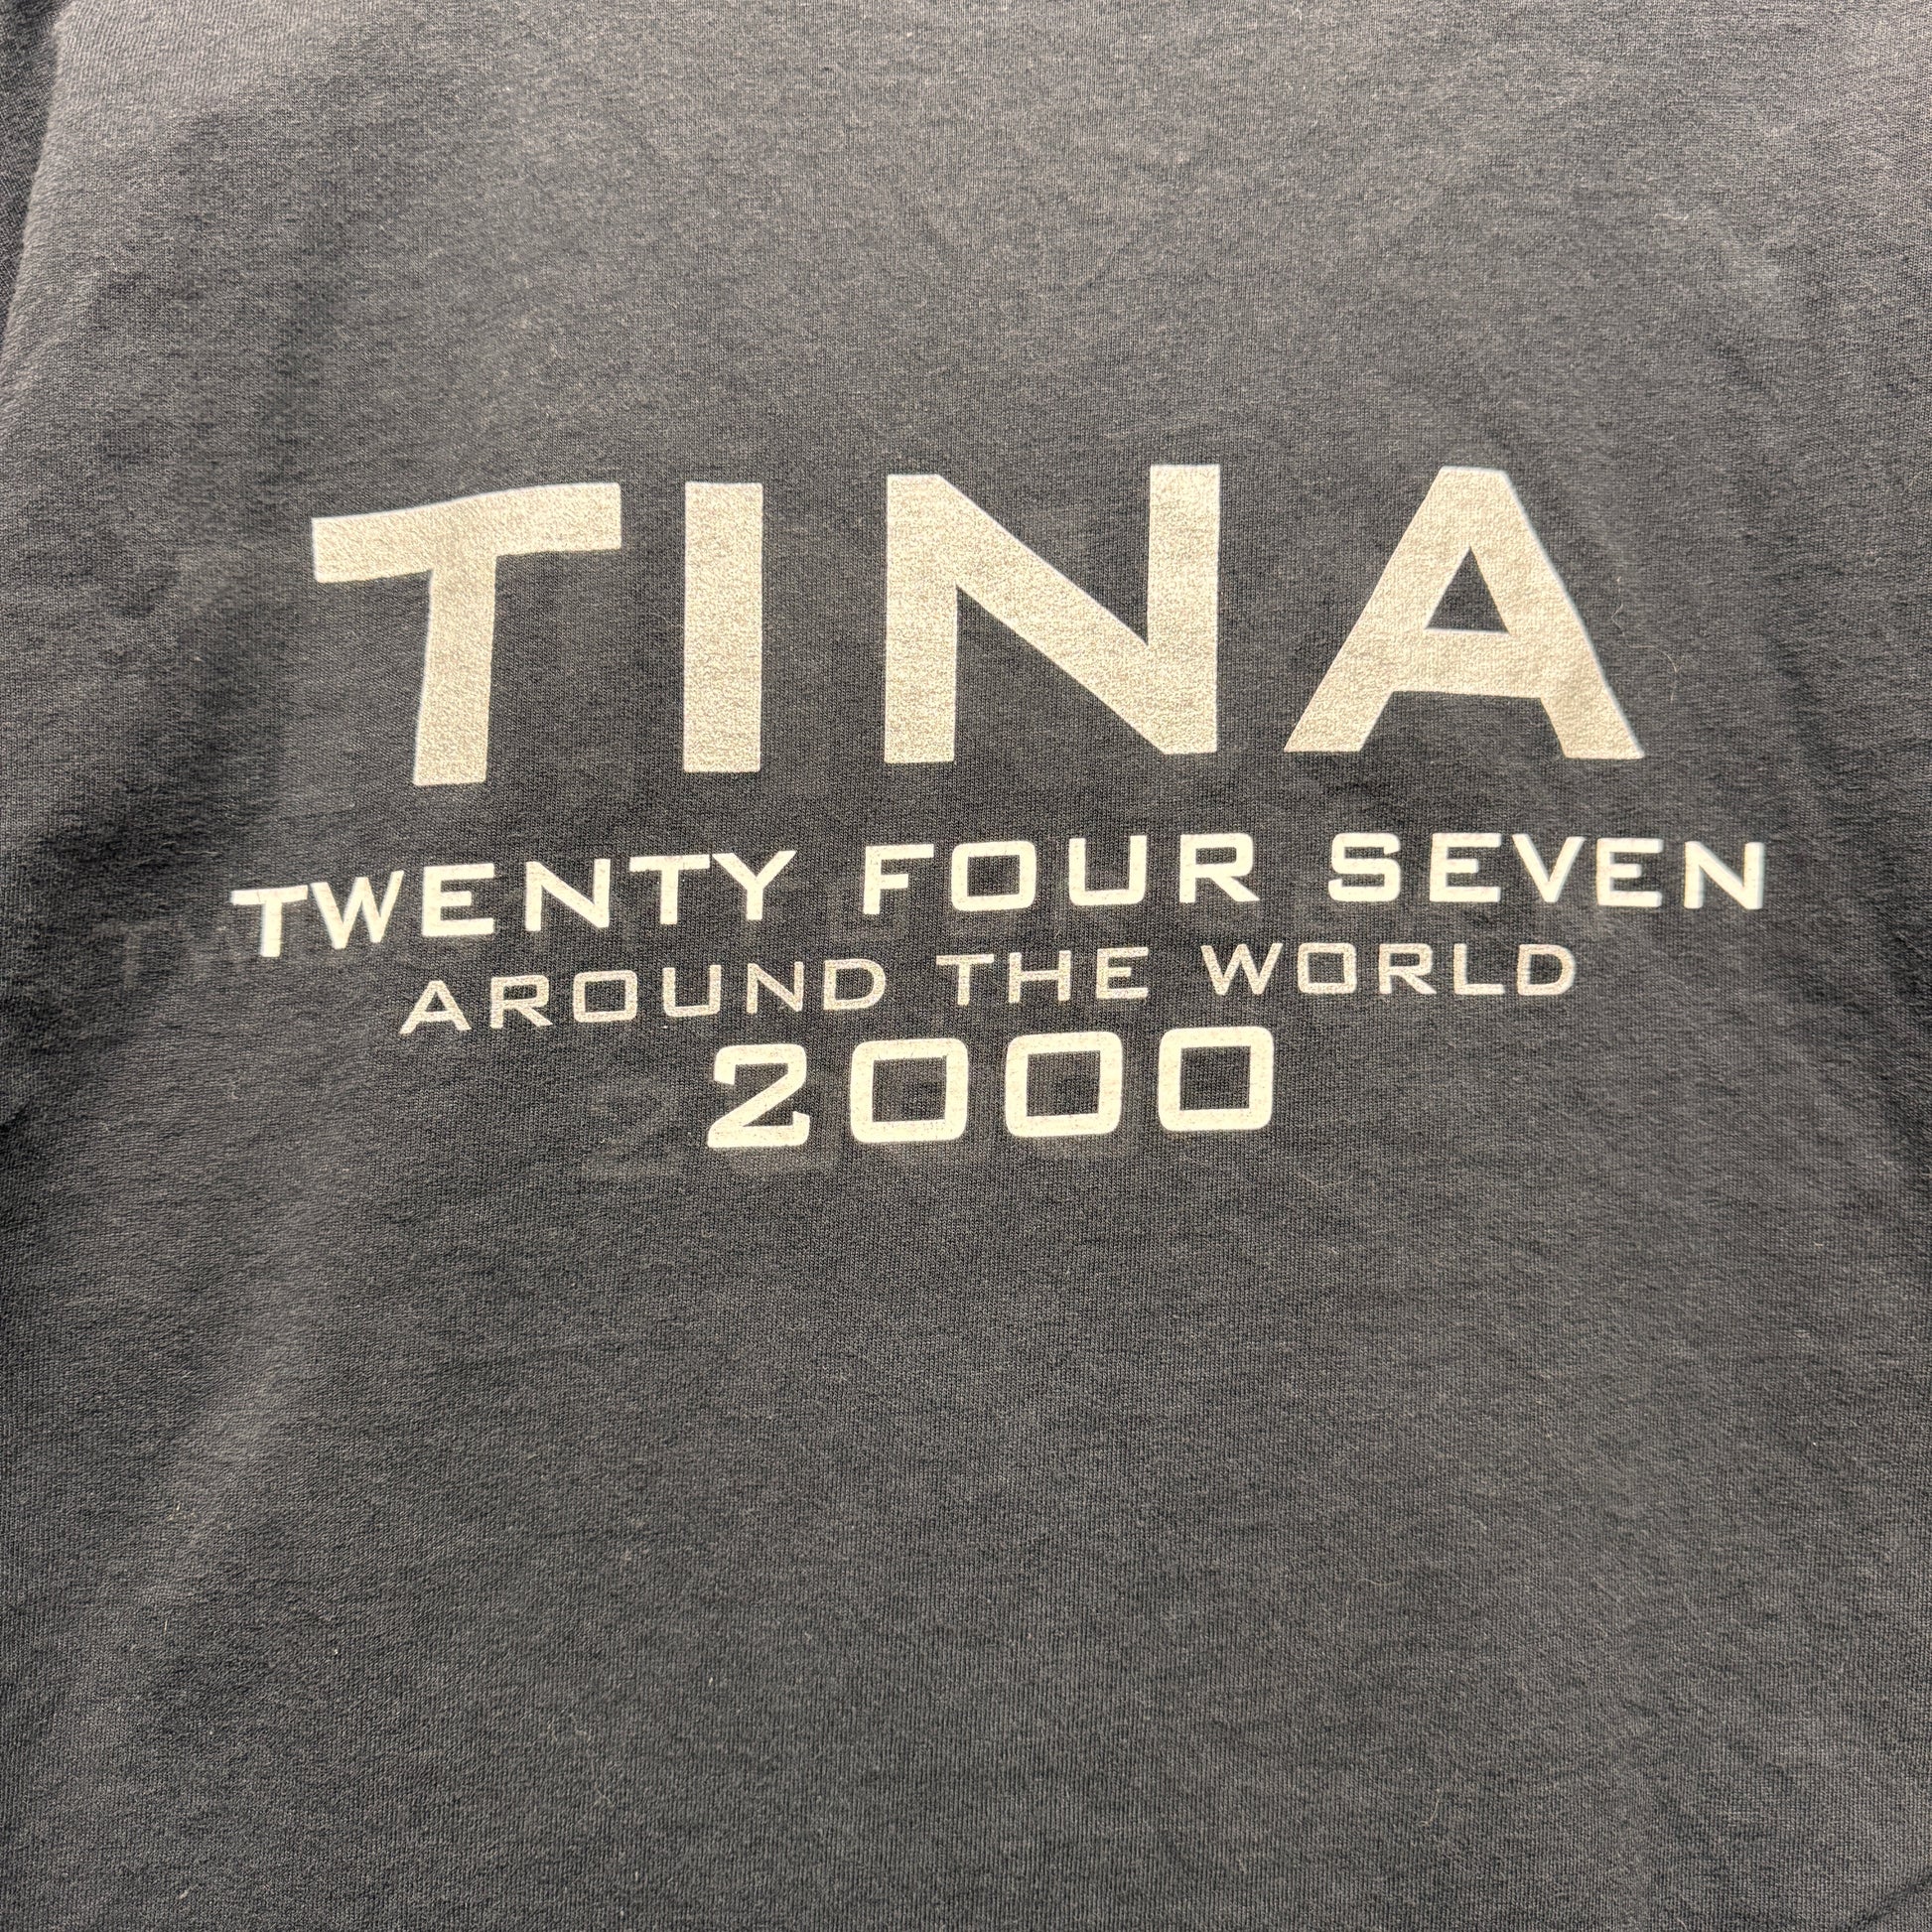 TINA
TWENTY FOUR SEVEN
AROUND THE WORLD
2000